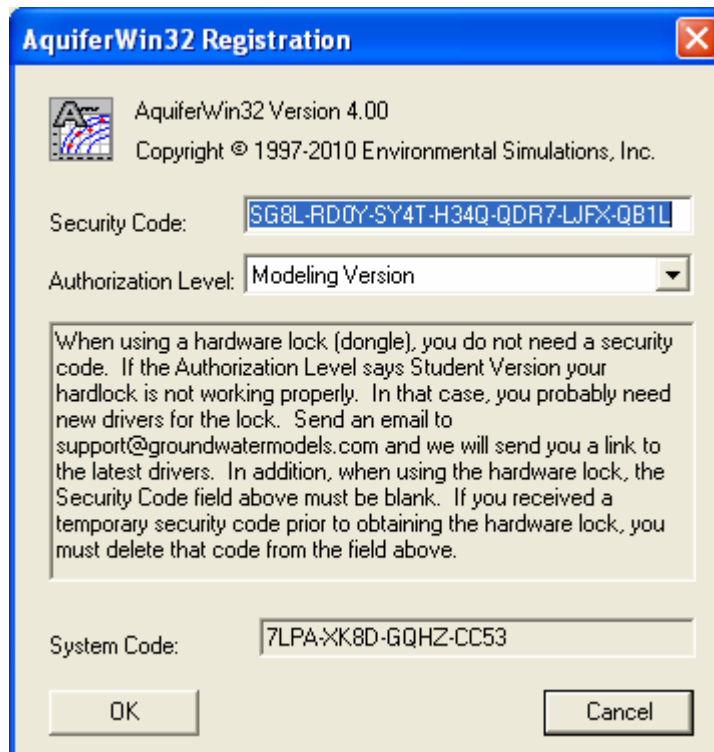 AquiferWin32 Registration
AquiferWin32 Version 4.00
Copyright © 1997-2010 Environmental Simulations, Inc.
Security Code: SG8L-RD0Y-SY4T-H34Q-QDR7-LJFX-QB1L
Authorization Level: Modeling Version
When using a hardware lock (dongle), you do not need a security
code. If the Authorization Level says Student Version your
hardlock is not working properly. In that case, you probably need
new drivers for the lock. Send an email to
support@groundwatermodels.com and we will send you a link to
the latest drivers. In addition, when using the hardware lock, the
Security Code field above must be blank. If you received a
temporary security code prior to obtaining the hardware lock, you
must delete that code from the field above.
System Code: 7LPA-XK8D-GQHZ-CC53
OK Cancel